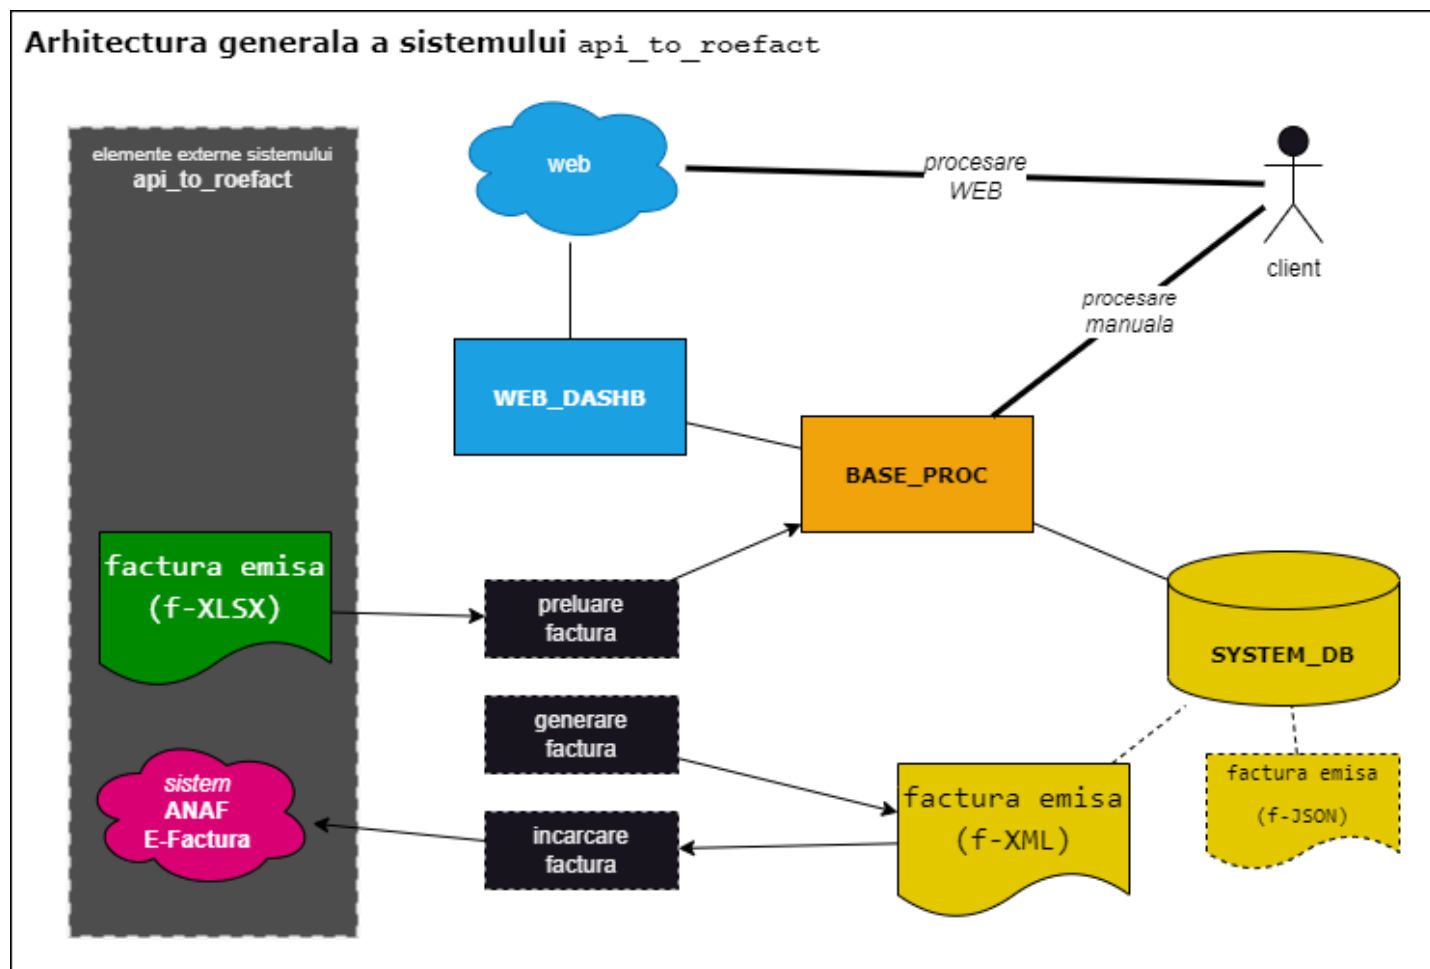 Arhitectura generala a sistemului api_to_roefact
elemente externe sistemului
api_to_roefact
web
procesare
WEB
client
procesare
manuala
WEB_DASHB
BASE_PROC
factura emisa
(f-XLSX)
preluare
factura
SYSTEM_DB
generare
factura
sistem
ANAF
E-Factura
incarcare
factura
factura emisa
(f-XML)
factura emisa
(f-JSON)